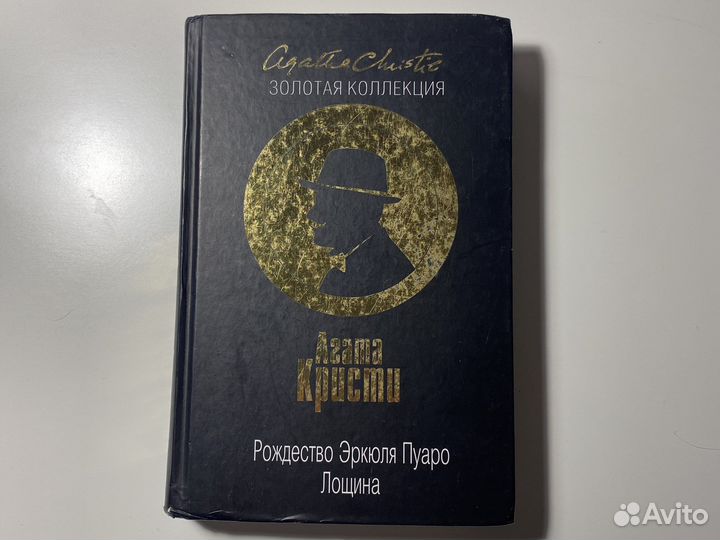 Agatha Christie
ЗОЛОТАЯ КОЛЛЕКЦИЯ
Агата
Кристи
Рождество Эркюля Пуаро
Лощина
Avito